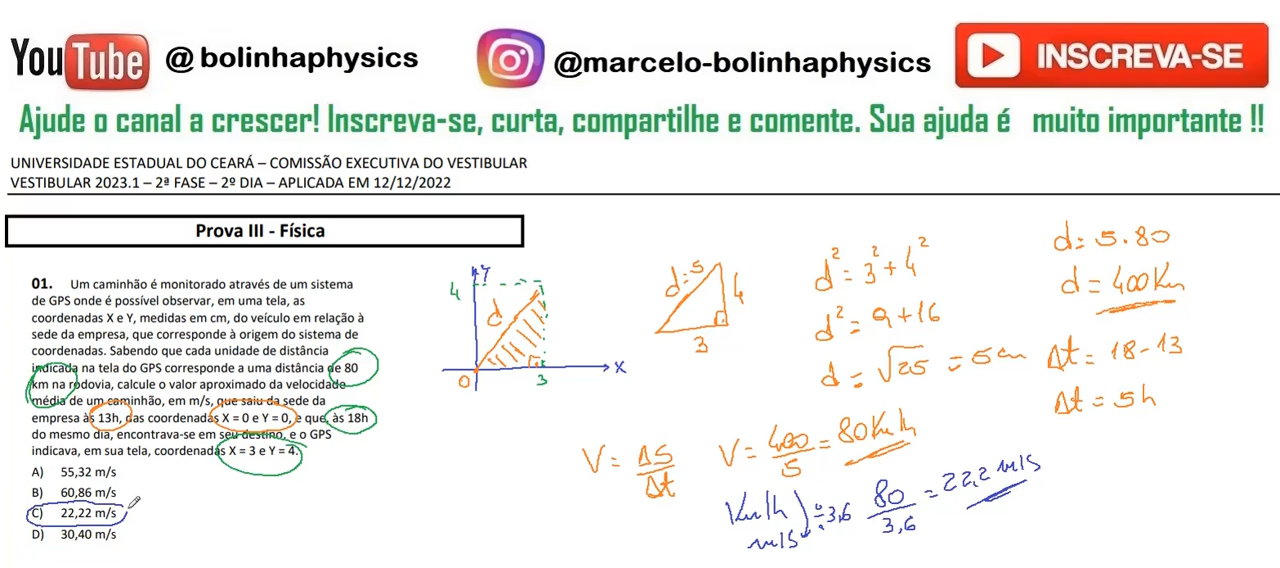 YouTube @ bolinhaphysics @marcelo-bolinhaphysics INSCREVA-SE
Ajude o canal a crescer! Inscreva-se, curta, compartilhe e comente. Sua ajuda é muito importante !!
UNIVERSIDADE ESTADUAL DO CEARÁ – COMISSÃO EXECUTIVA DO VESTIBULAR
VESTIBULAR 2023.1 – 2ª FASE – 2º DIA – APLICADA EM 12/12/2022
Prova III - Física
01. Um caminhão é monitorado através de um sistema
de GPS onde é possível observar, em uma tela, as
coordenadas X e Y, medidas em cm, do veículo em relação à
sede da empresa, que corresponde à origem do sistema de
coordenadas. Sabendo que cada unidade de distância
indicada na tela do GPS corresponde a uma distância de 80
km na rodovia, calcule o valor aproximado da velocidade
média de um caminhão, em m/s, que saiu da sede da
empresa às 13h, das coordenadas X = 0 e Y = 0, e que, às 18h
do mesmo dia, encontrava-se em seu destino, e o GPS
indicava, em sua tela, coordenadas X = 3 e Y = 4.
A) 55,32 m/s
B) 60,86 m/s
C) 22,22 m/s
D) 30,40 m/s
Y
4
d
0
3
X
d=5
4
3
d² = 3² + 4²
d² = 9 + 16
d = √25 = 5cm
d = 5.80
d = 400Km
Δt = 18 - 13
Δt = 5h
V = ΔS/Δt
V = 400/5 = 80Km/h
Km/h
m/s
÷3,6
80/3,6 = 22,2 m/s